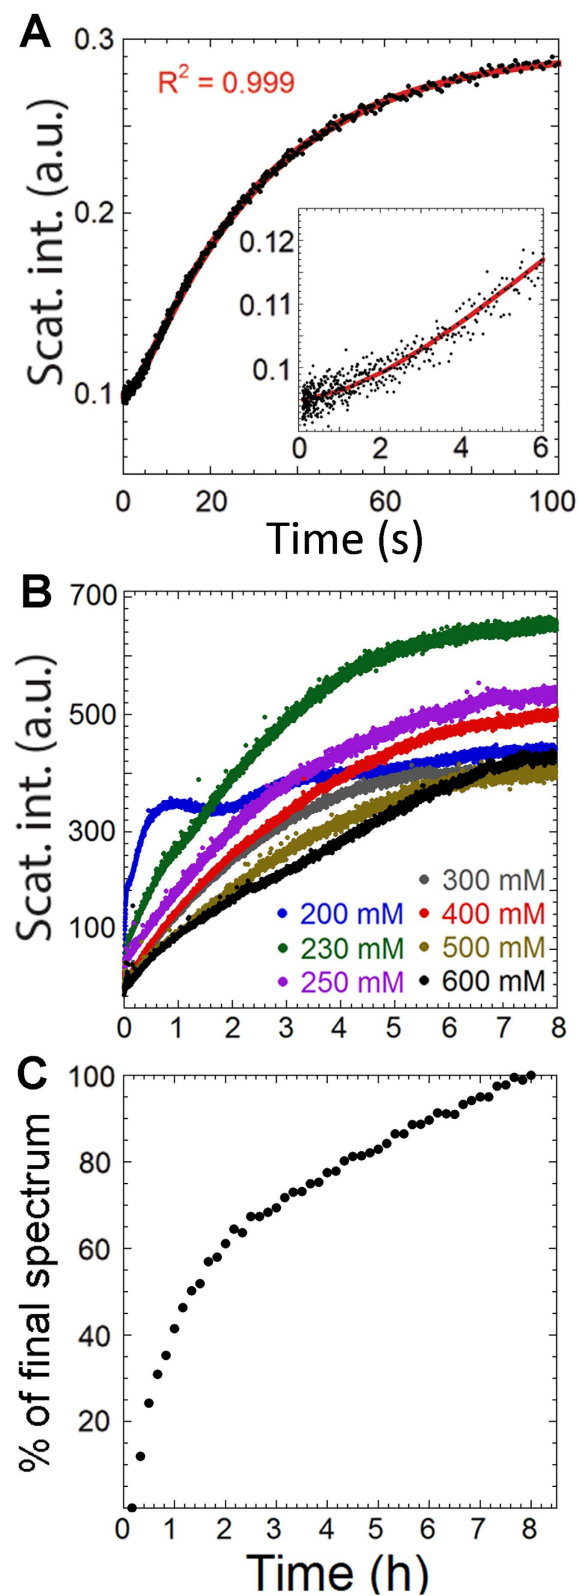 A
Scat. int. (a.u.)
0.3
0.2
0.1
R² = 0.999
0.12
0.11
0.1
0 2 4 6
0 20 60 100
Time (s)
B
Scat. int. (a.u.)
700
500
300
100
300 mM
200 mM 400 mM
230 mM 500 mM
250 mM 600 mM
0 1 2 3 4 5 6 7 8
C
% of final spectrum
100
80
60
40
20
0 1 2 3 4 5 6 7 8
Time (h)